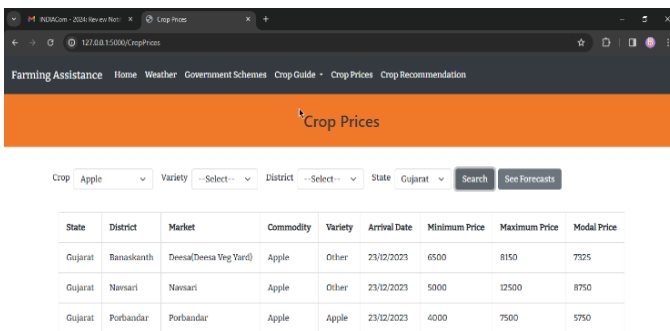 INDIACom - 2024: Review Noti
Crop Prices
127.0.0.1:5000/CropPrices
Farming Assistance Home Weather Government Schemes Crop Guide Crop Prices Crop Recommendation
Crop Prices
Crop Apple Variety --Select-- District --Select-- State Gujarat Search See Forecasts
State District Market Commodity Variety Arrival Date Minimum Price Maximum Price Modal Price
Gujarat Banaskanth Deesa(Deesa Veg Yard) Apple Other 23/12/2023 6500 8150 7325
Gujarat Navsari Navsari Apple Other 23/12/2023 5000 12500 8750
Gujarat Porbandar Porbandar Apple Apple 23/12/2023 4000 7500 5750